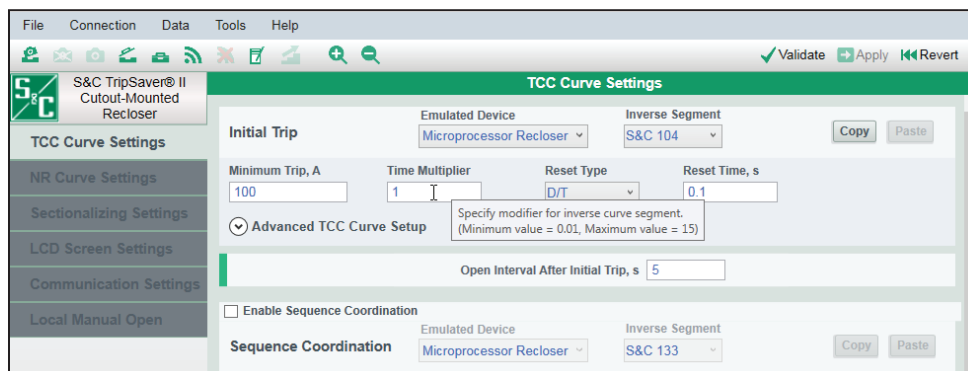 File Connection Data Tools Help
Validate Apply Revert
S&C
S&C TripSaver® II
Cutout-Mounted
Recloser
TCC Curve Settings
NR Curve Settings
Sectionalizing Settings
LCD Screen Settings
Communication Settings
Local Manual Open
TCC Curve Settings
Emulated Device Inverse Segment
Initial Trip Microprocessor Recloser S&C 104 Copy Paste
Minimum Trip, A Time Multiplier Reset Type Reset Time, s
100 1 D/T 0.1
Specify modifier for inverse curve segment.
(Minimum value = 0.01, Maximum value = 15)
Advanced TCC Curve Setup
Open Interval After Initial Trip, s 5
Enable Sequence Coordination
Emulated Device Inverse Segment
Sequence Coordination Microprocessor Recloser S&C 133 Copy Paste